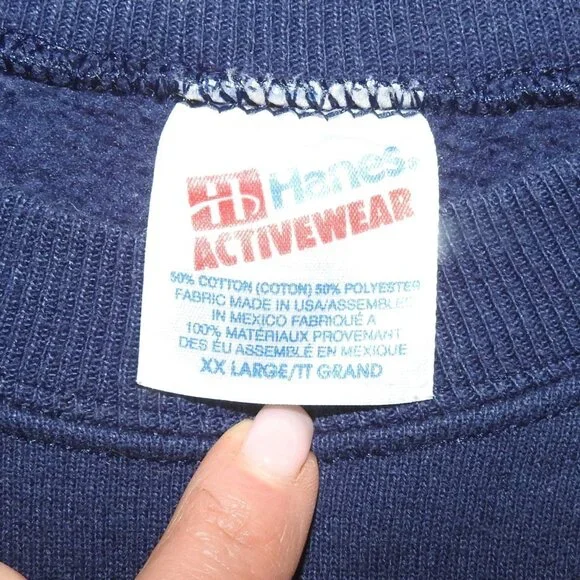 H Hanes®
ACTIVEWEAR
50% COTTON (COTON) 50% POLYESTER
FABRIC MADE IN USA/ASSEMBLED
IN MEXICO FABRIQUÉ A
100% MATÉRIAUX PROVENANT
DES ÉU ASSEMBLÉ EN MEXIQUE
XX LARGE/TT GRAND